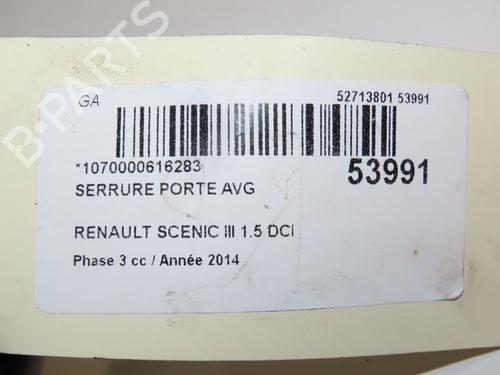 GA
52713801 53991
*1070000616283
53991
SERRURE PORTE AVG
RENAULT SCENIC III 1.5 DCI
Phase 3 cc / Année 2014
B-PARTS